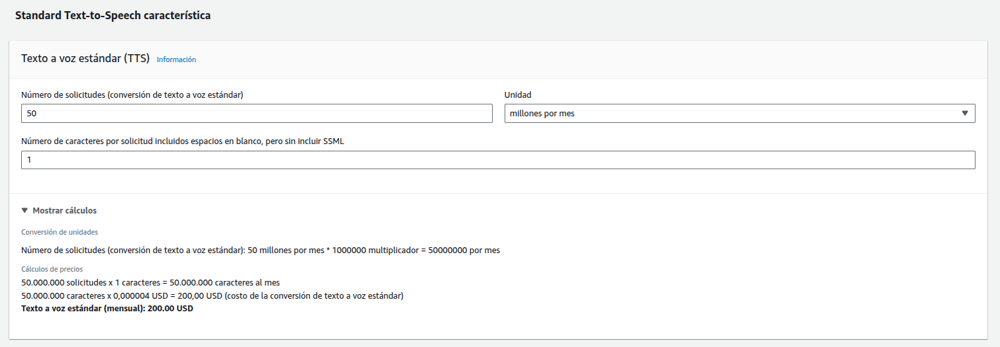 Standard Text-to-Speech característica
Texto a voz estándar (TTS) Información
Número de solicitudes (conversión de texto a voz estándar)
50
Unidad
millones por mes
Número de caracteres por solicitud incluidos espacios en blanco, pero sin incluir SSML
1
Mostrar cálculos
Conversión de unidades
Número de solicitudes (conversión de texto a voz estándar): 50 millones por mes * 1000000 multiplicador = 50000000 por mes
Cálculos de precios
50.000.000 solicitudes x 1 caracteres = 50.000.000 caracteres al mes
50.000.000 caracteres x 0,000004 USD = 200,00 USD (costo de la conversión de texto a voz estándar)
Texto a voz estándar (mensual): 200.00 USD